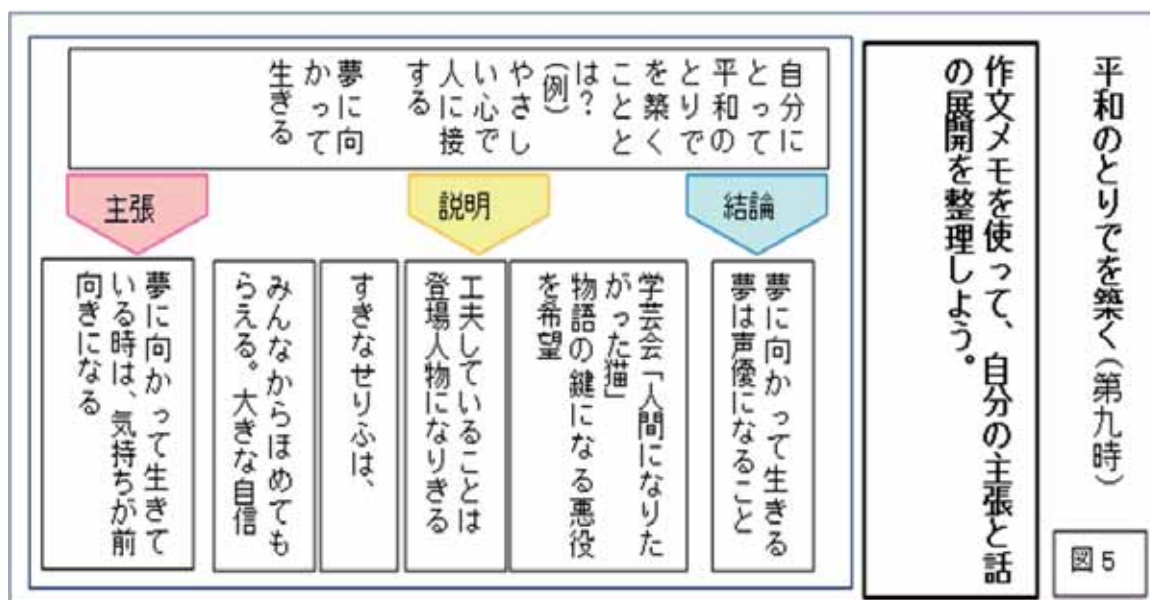 平和のとりでを築く(第九時)
図5
作文メモを使って、自分の主張と話
の展開を整理しよう。
自分に
とって
平和の
とりで
を築く
ことと
は?
(例)
やさし
い心で
人に接
する
夢に向
かって
生きる
結論
説明
主張
夢に向かって生きる
夢は声優になること
学芸会「人間になりた
がった猫」
物語の鍵になる悪役
を希望
工夫していることは
登場人物になりきる
すきなせりふは、
みんなからほめても
らえる。大きな自信
夢に向かって生きて
いる時は、気持ちが前
向きになる